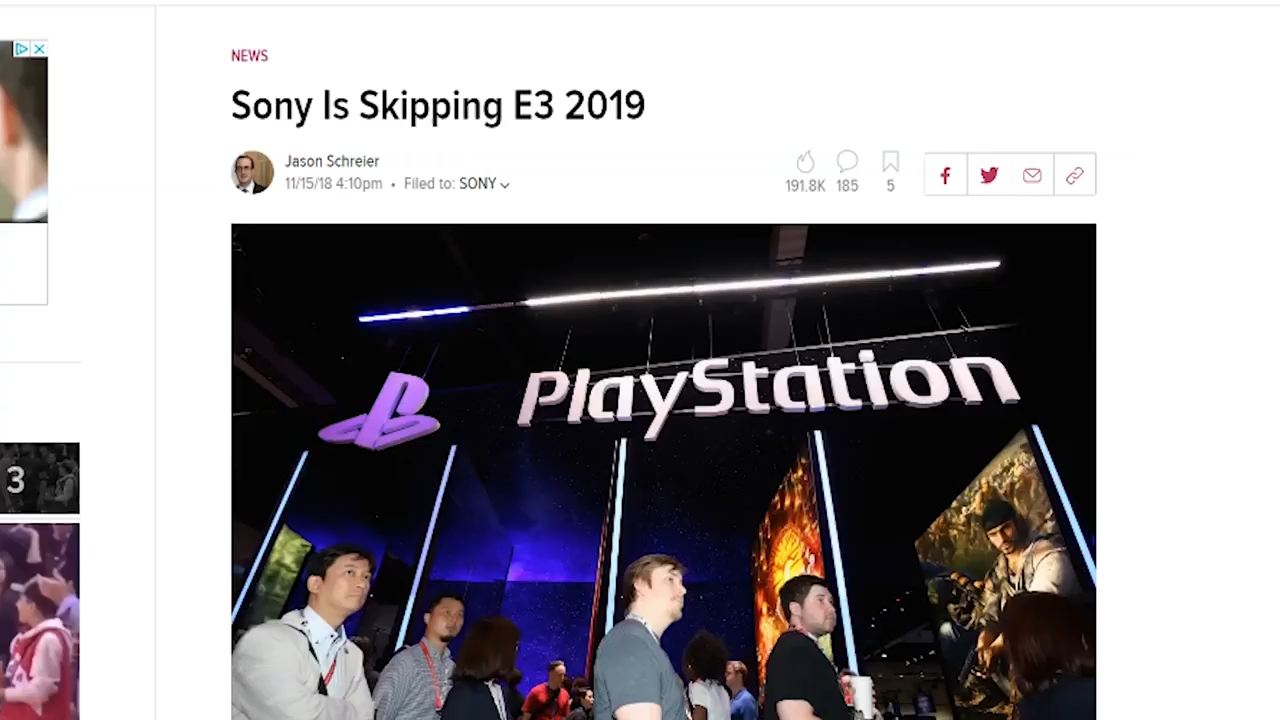 NEWS
Sony Is Skipping E3 2019
Jason Schreier
11/15/18 4:10pm • Filed to: SONY
191.8K 185 5
PlayStation
3